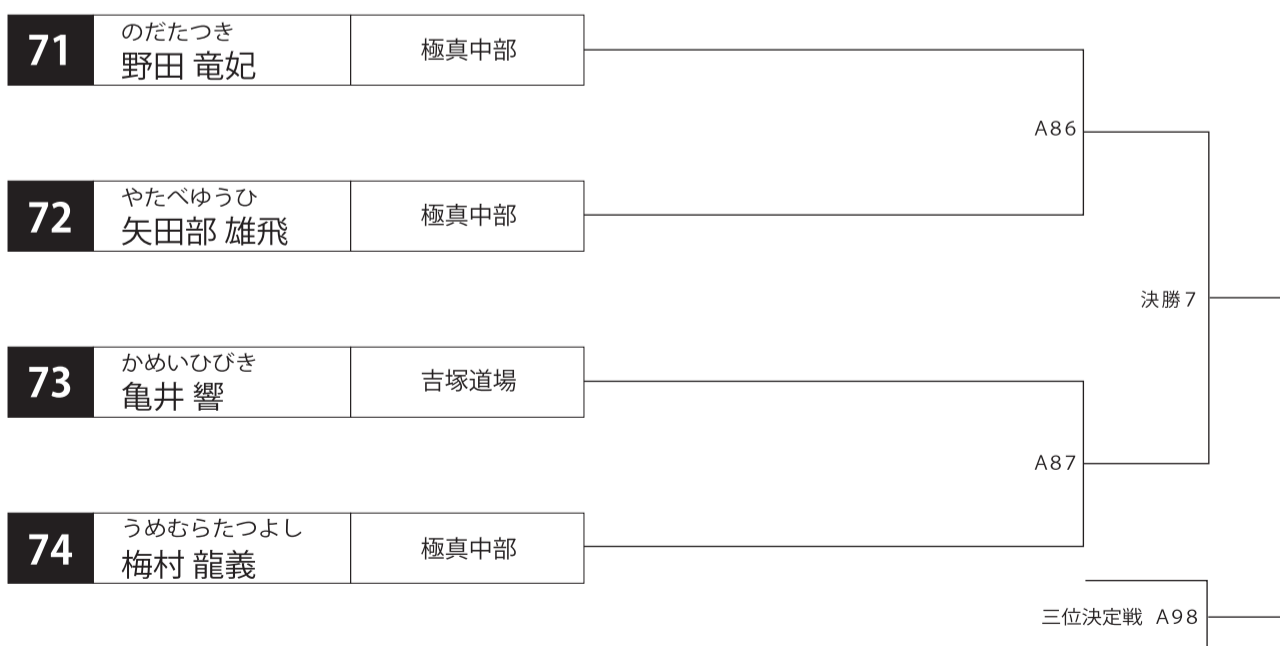 71
のだたつき
野田 竜妃
極真中部
A86
72
やたべゆうひ
矢田部 雄飛
極真中部
決勝7
73
かめいひびき
亀井 響
吉塚道場
A87
74
うめむらたつよし
梅村 龍義
極真中部
三位決定戦 A98